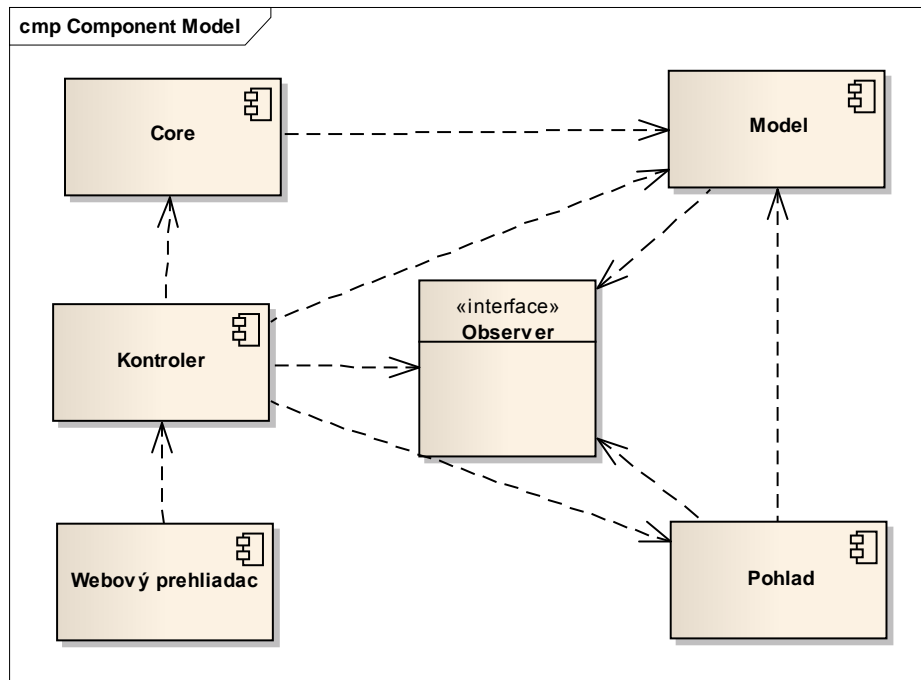 cmp Component Model
Core
Model
«interface»
Observer
Kontroler
Webový prehliadac
Pohlad